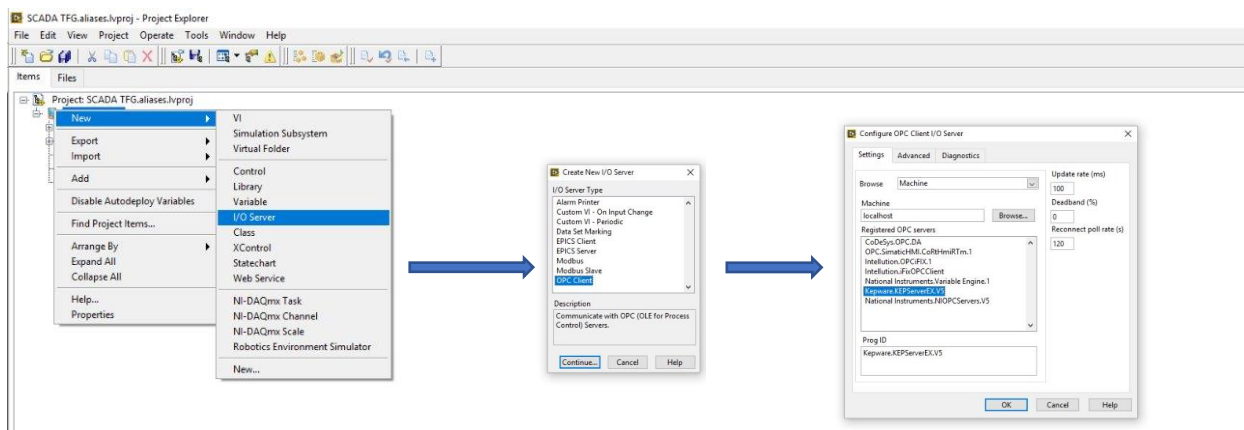 SCADA TFG.aliases.lvproj - Project Explorer
File Edit View Project Operate Tools Window Help
Items Files
Project: SCADA TFG.aliases.lvproj
New
Export
Import
Add
Disable Autodeploy Variables
Find Project Items...
Arrange By
Expand All
Collapse All
Help...
Properties
VI
Simulation Subsystem
Virtual Folder
Control
Library
Variable
I/O Server
Class
XControl
Statechart
Web Service
NI-DAQmx Task
NI-DAQmx Channel
NI-DAQmx Scale
Robotics Environment Simulator
New...
Create New I/O Server
I/O Server Type
Alarm Printer
Custom VI - On Input Change
Custom VI - Periodic
Data Set Marking
EPICS Client
EPICS Server
Modbus
Modbus Slave
OPC Client
Description
Communicate with OPC (OLE for Process
Control) Servers.
Continue... Cancel Help
Configure OPC Client I/O Server
Settings Advanced Diagnostics
Browse Machine
Machine
localhost Browse...
Registered OPC servers
CoDeSys.OPC.DA
OPC.SimaticHMI.CoRtHmiRTm.1
Intellution.OPCiFIX.1
Intellution.iFixOPCClient
National Instruments.Variable Engine.1
Kepware.KEPServerEX.V5
National Instruments.NIOPCServers.V5
Prog ID
Kepware.KEPServerEX.V5
Update rate (ms)
100
Deadband (%)
0
Reconnect poll rate (s)
120
OK Cancel Help